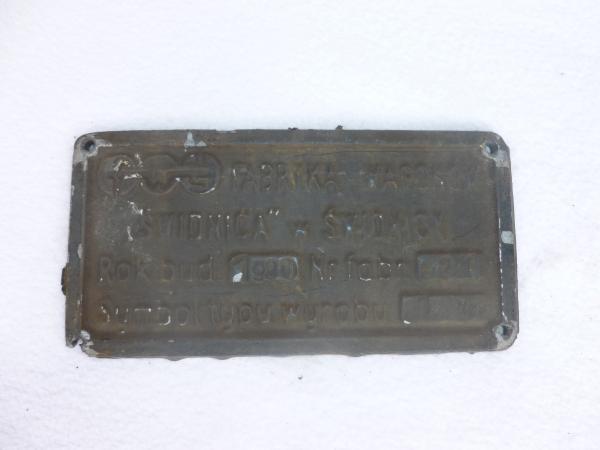 FABRYKA WAGONÓW
"ŚWIDNICA" w ŚWIDNICY
Rok bud. Nr fabr.
Symbol typu wyrobu